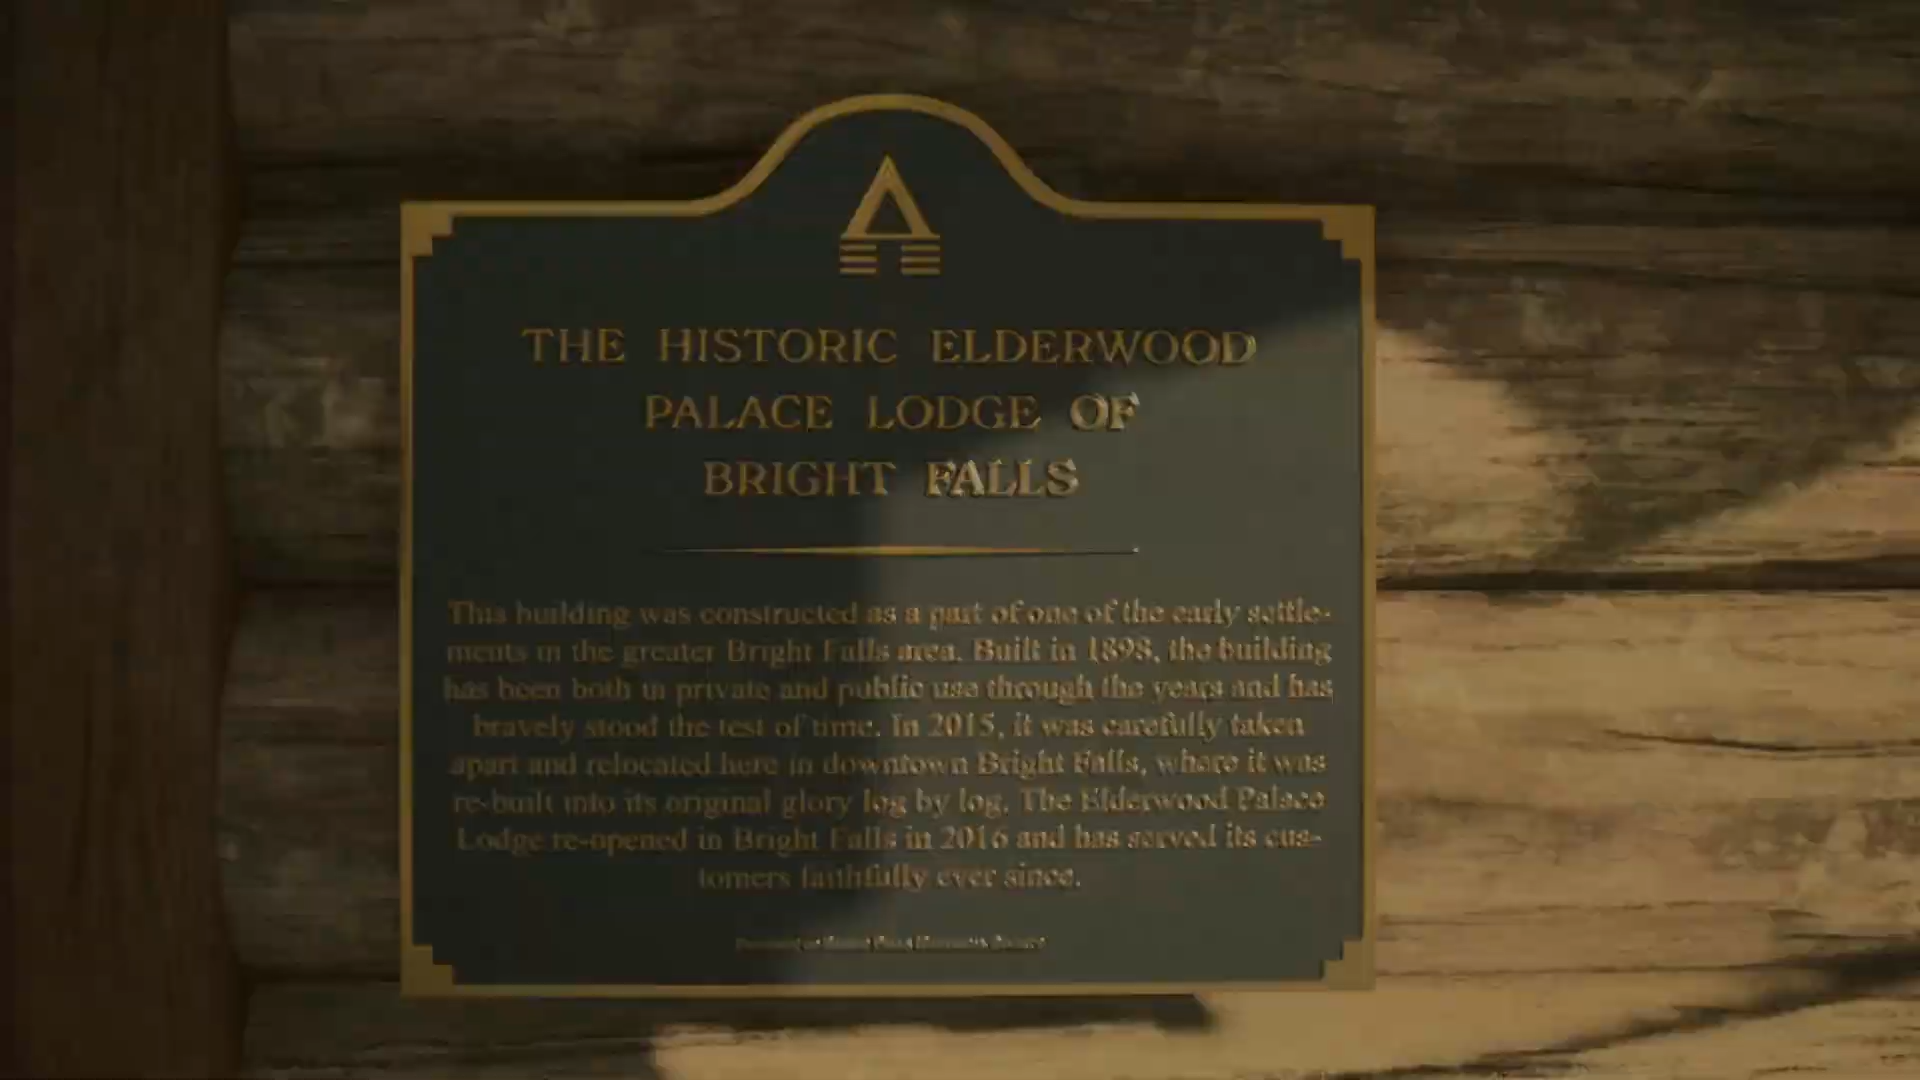 THE HISTORIC ELDERWOOD
PALACE LODGE OF
BRIGHT FALLS
This building was constructed as a part of one of the early settle-
ments in the greater Bright Falls area. Built in 1898, the building
has been both in private and public use through the years and has
bravely stood the test of time. In 2015, it was carefully taken
apart and relocated here in downtown Bright Falls, where it was
re-built into its original glory log by log. The Elderwood Palace
Lodge re-opened in Bright Falls in 2016 and has served its cus-
tomers faithfully ever since.